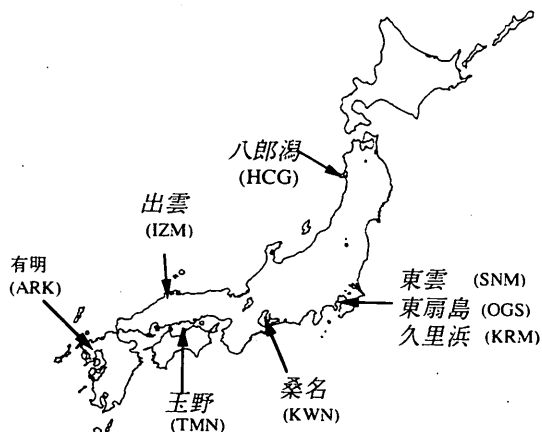 八郎潟
(HCG)
出雲
(IZM)
有明
(ARK)
東雲 (SNM)
東扇島 (OGS)
久里浜 (KRM)
玉野
(TMN)
桑名
(KWN)